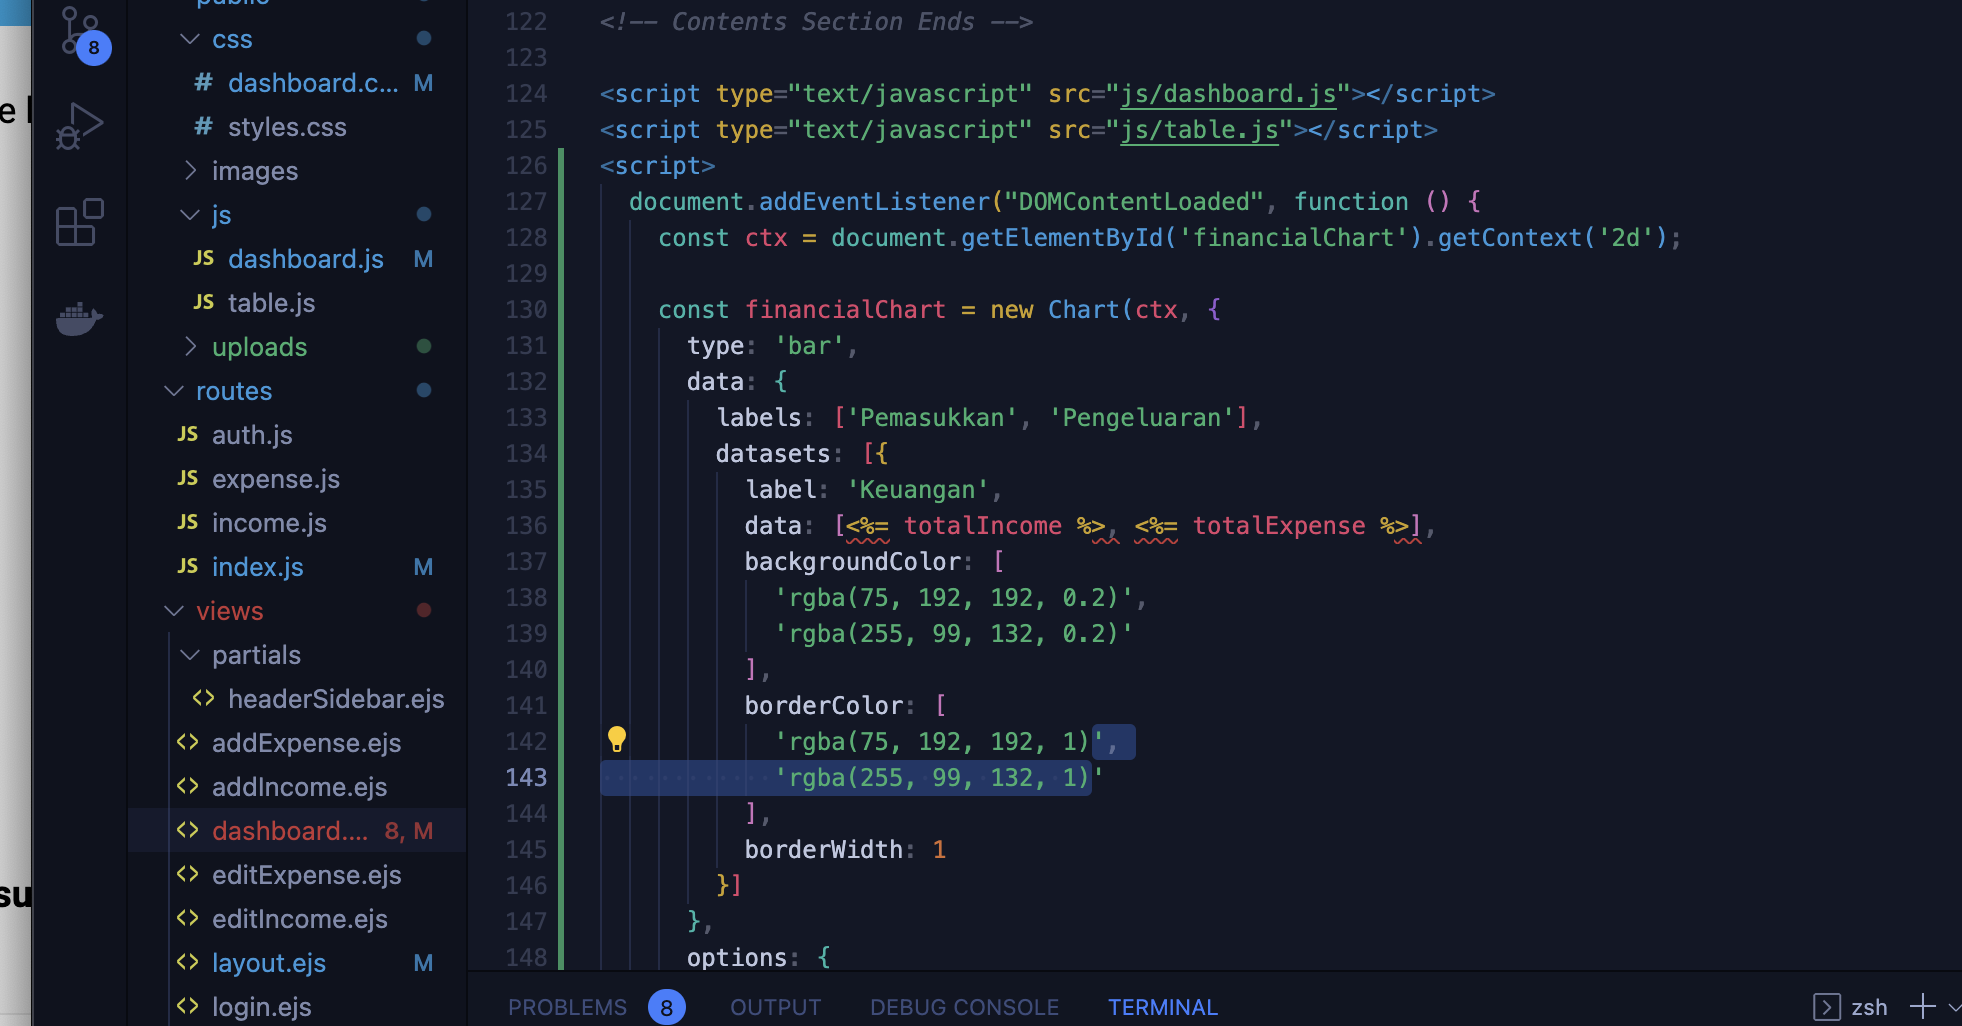 e l
su
8
public
css
# dashboard.c... M
# styles.css
images
js
JS dashboard.js M
JS table.js
uploads
routes
JS auth.js
JS expense.js
JS income.js
JS index.js M
views
partials
<> headerSidebar.ejs
<> addExpense.ejs
<> addIncome.ejs
<> dashboard.... 8, M
<> editExpense.ejs
<> editIncome.ejs
<> layout.ejs M
<> login.ejs
122 <!-- Contents Section Ends -->
123
124 <script type="text/javascript" src="js/dashboard.js"></script>
125 <script type="text/javascript" src="js/table.js"></script>
126 <script>
127 document.addEventListener("DOMContentLoaded", function () {
128 const ctx = document.getElementById('financialChart').getContext('2d');
129
130 const financialChart = new Chart(ctx, {
131 type: 'bar',
132 data: {
133 labels: ['Pemasukkan', 'Pengeluaran'],
134 datasets: [{
135 label: 'Keuangan',
136 data: [<%= totalIncome %>, <%= totalExpense %>],
137 backgroundColor: [
138 'rgba(75, 192, 192, 0.2)',
139 'rgba(255, 99, 132, 0.2)'
140 ],
141 borderColor: [
142 'rgba(75, 192, 192, 1)',
143 'rgba(255, 99, 132, 1)'
144 ],
145 borderWidth: 1
146 }]
147 },
148 options: {
PROBLEMS 8 OUTPUT DEBUG CONSOLE TERMINAL zsh